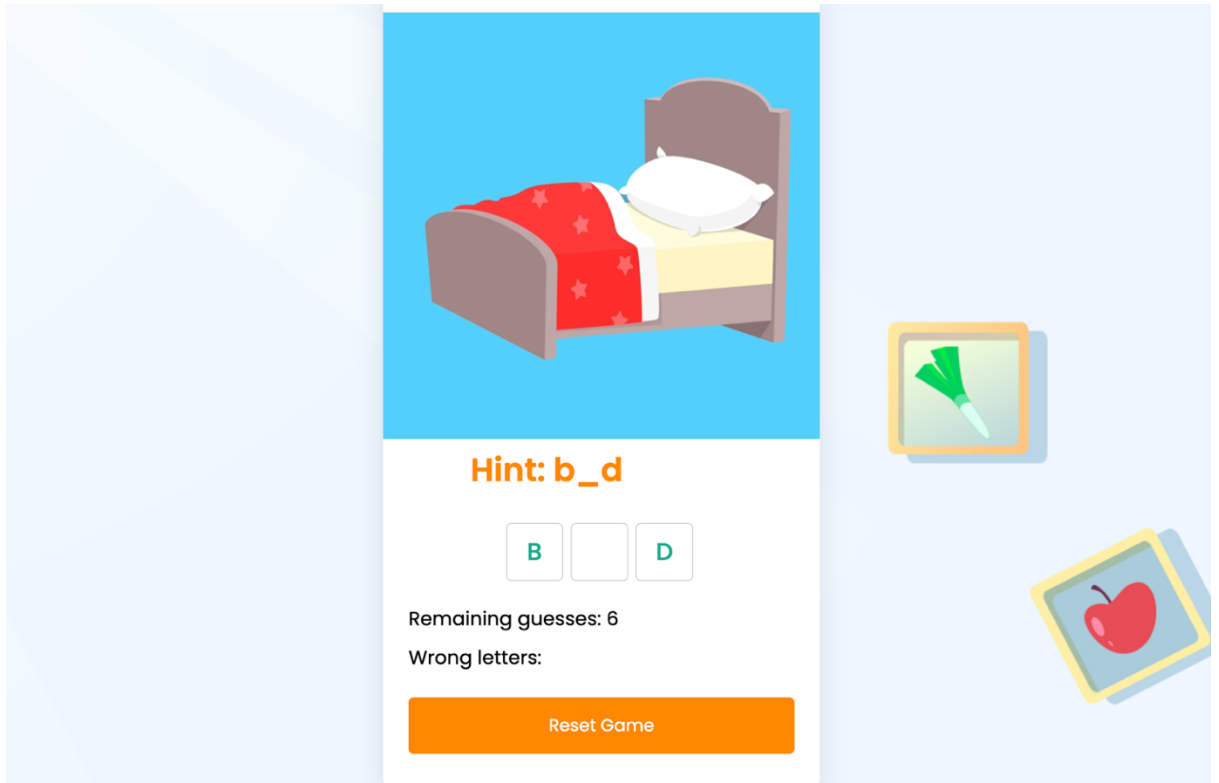 Hint: b_d
B D
Remaining guesses: 6
Wrong letters:
Reset Game